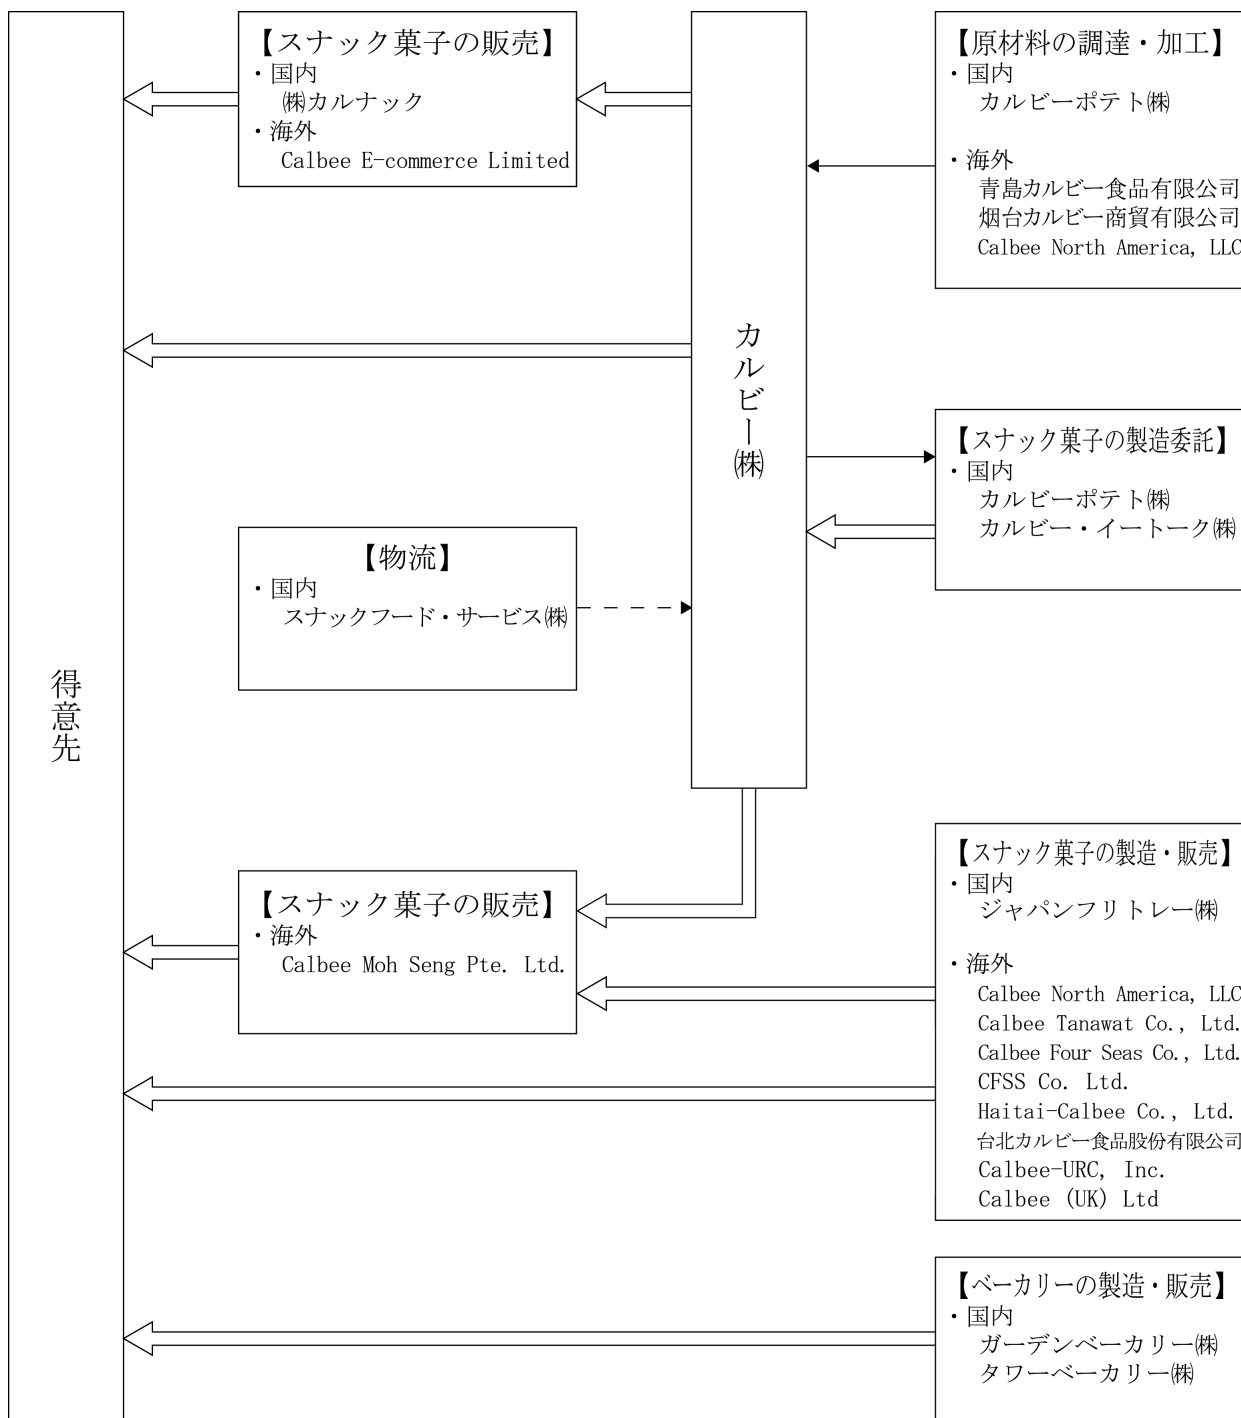 【スナック菓子の販売】
・国内
㈱カルナック
・海外
Calbee E-commerce Limited
【原材料の調達・加工】
・国内
カルビーポテト㈱
・海外
青島カルビー食品有限公司
烟台カルビー商貿有限公司
Calbee North America, LLC
カルビー㈱
【スナック菓子の製造委託】
・国内
カルビーポテト㈱
カルビー・イートーク㈱
【物流】
・国内
スナックフード・サービス㈱
得意先
【スナック菓子の販売】
・海外
Calbee Moh Seng Pte. Ltd.
【スナック菓子の製造・販売】
・国内
ジャパンフリトレー㈱
・海外
Calbee North America, LLC
Calbee Tanawat Co., Ltd.
Calbee Four Seas Co., Ltd.
CFSS Co. Ltd.
Haitai-Calbee Co., Ltd.
台北カルビー食品股份有限公司
Calbee-URC, Inc.
Calbee (UK) Ltd
【ベーカリーの製造・販売】
・国内
ガーデンベーカリー㈱
タワーベーカリー㈱